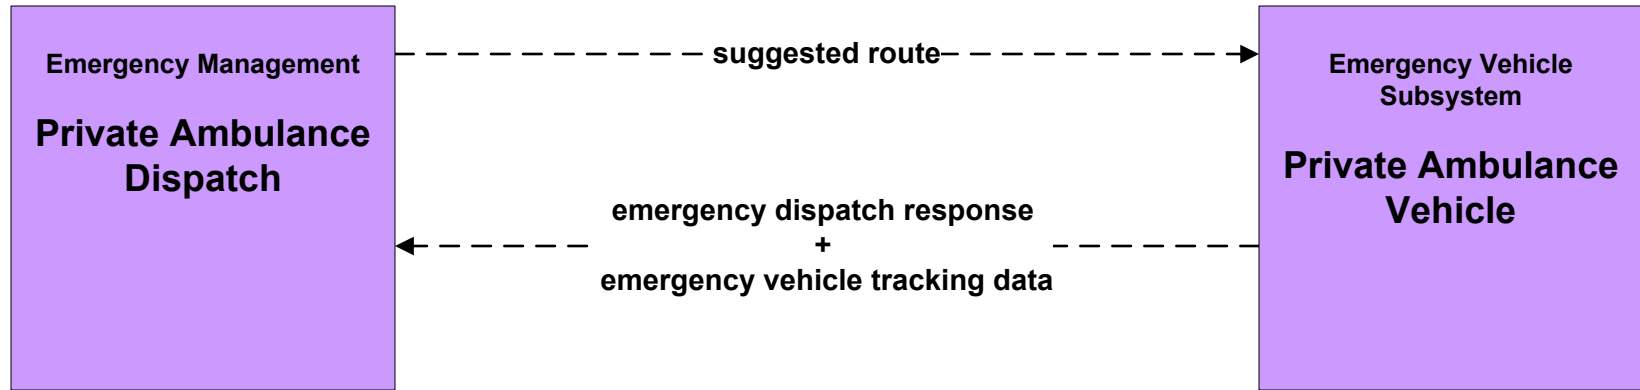 Emergency Management
Private Ambulance
Dispatch
suggested route
emergency dispatch response
+
emergency vehicle tracking data
Emergency Vehicle
Subsystem
Private Ambulance
Vehicle